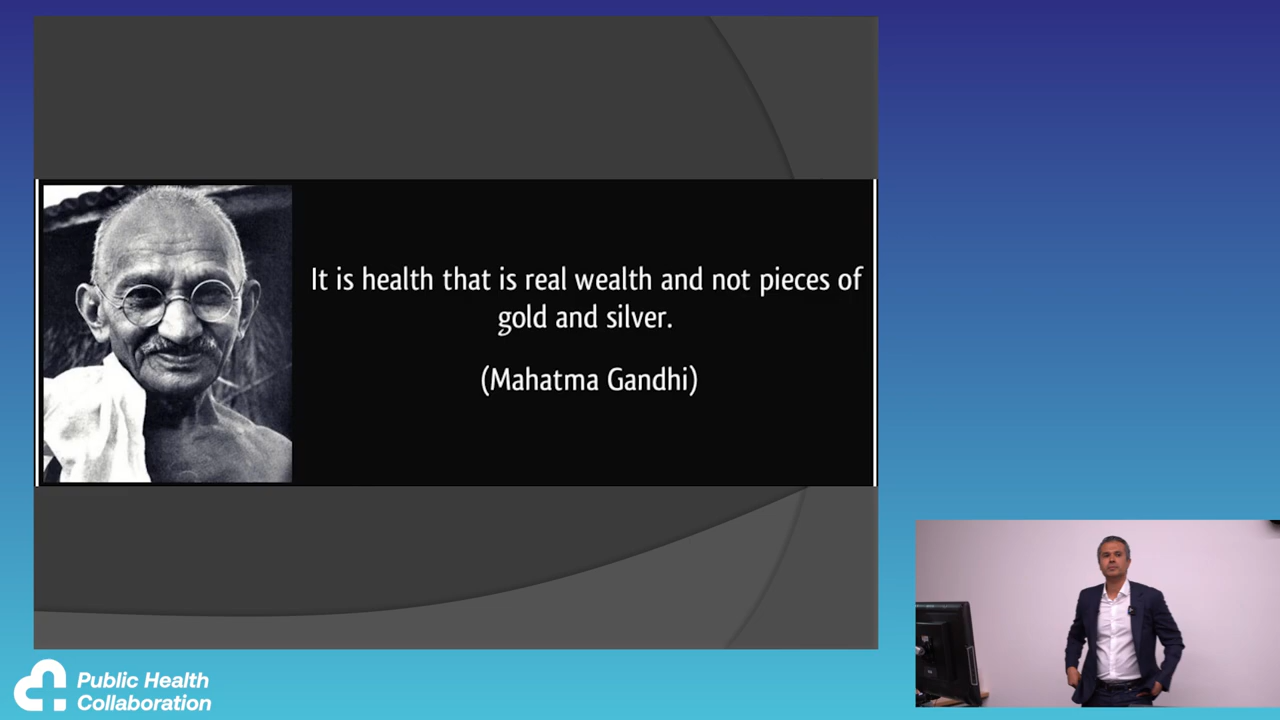 It is health that is real wealth and not pieces of
gold and silver.
(Mahatma Gandhi)
Public Health
Collaboration